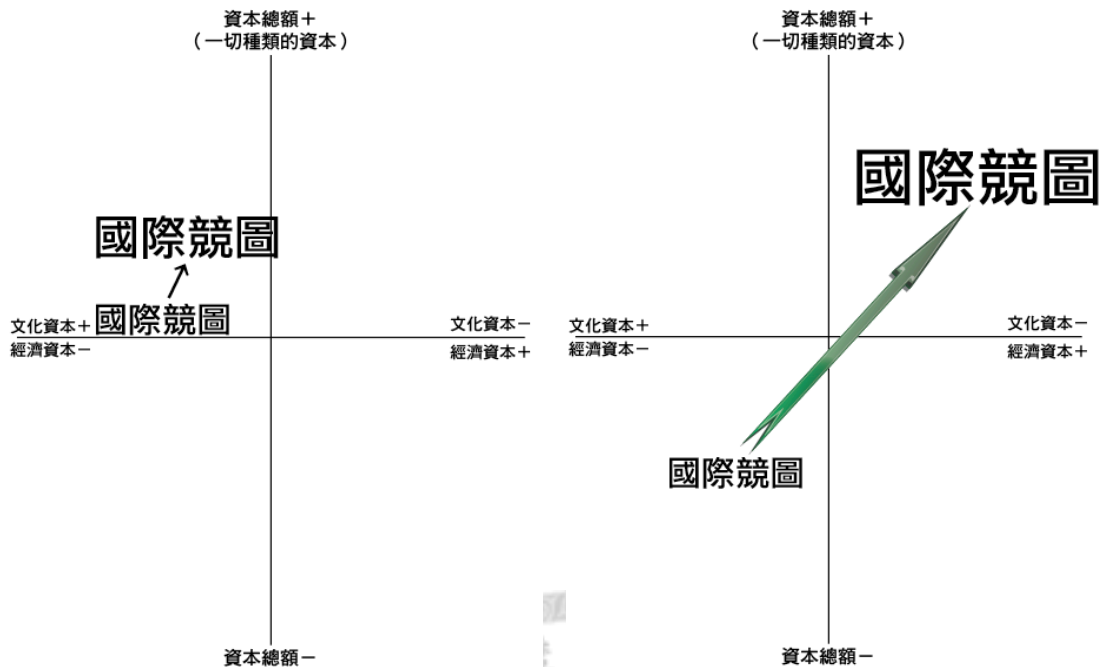 資本總額＋
（一切種類的資本）
國際競圖
國際競圖
文化資本＋
經濟資本－
文化資本－
經濟資本＋
資本總額－
資本總額＋
（一切種類的資本）
國際競圖
文化資本＋
經濟資本－
文化資本－
經濟資本＋
國際競圖
資本總額－